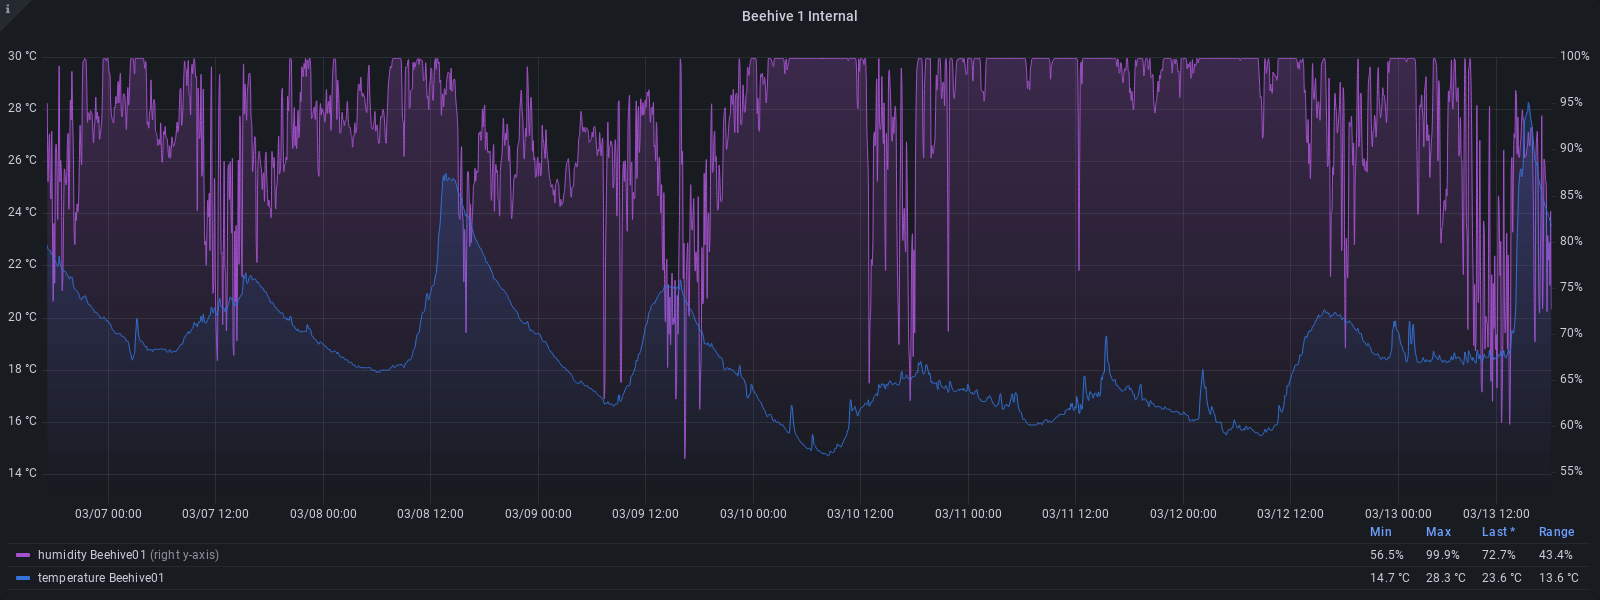 i
Beehive 1 Internal
30 °C
28 °C
26 °C
24 °C
22 °C
20 °C
18 °C
16 °C
14 °C
100%
95%
90%
85%
80%
75%
70%
65%
60%
55%
03/07 00:00 03/07 12:00 03/08 00:00 03/08 12:00 03/09 00:00 03/09 12:00 03/10 00:00 03/10 12:00 03/11 00:00 03/11 12:00 03/12 00:00 03/12 12:00 03/13 00:00 03/13 12:00
Min Max Last * Range
humidity Beehive01 (right y-axis) 56.5% 99.9% 72.7% 43.4%
temperature Beehive01 14.7 °C 28.3 °C 23.6 °C 13.6 °C